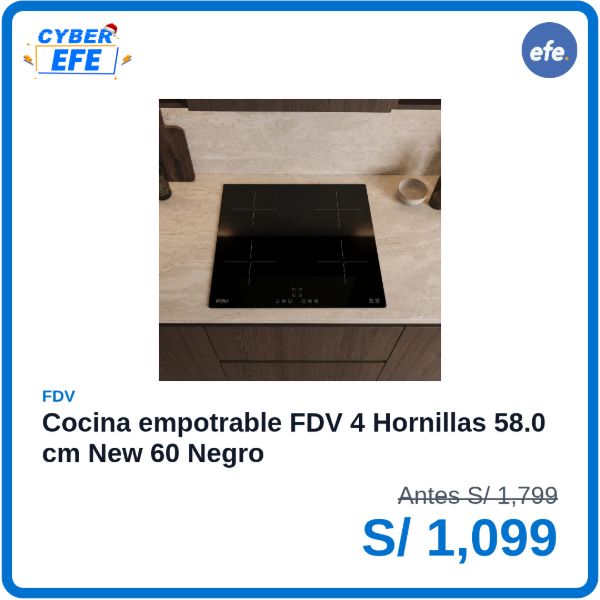 CYBER
EFE
efe.
FDV
FDV
Cocina empotrable FDV 4 Hornillas 58.0
cm New 60 Negro
Antes S/ 1,799
S/ 1,099